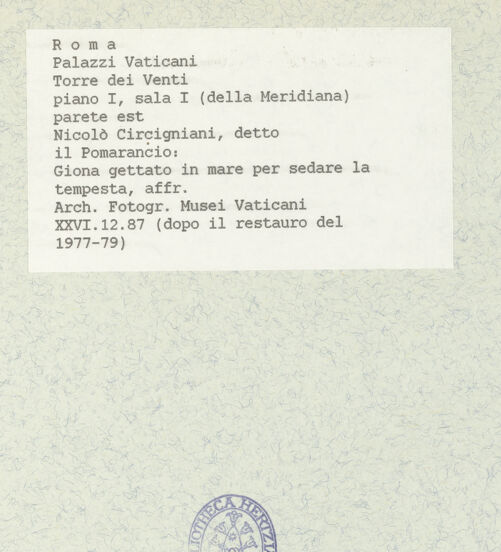 R o m a
Palazzi Vaticani
Torre dei Venti
piano I, sala I (della Meridiana)
parete est
Nicolò Circigniani, detto
il Pomarancio:
Giona gettato in mare per sedare la
tempesta, affr.
Arch. Fotogr. Musei Vaticani
XXVI.12.87 (dopo il restauro del
1977-79)